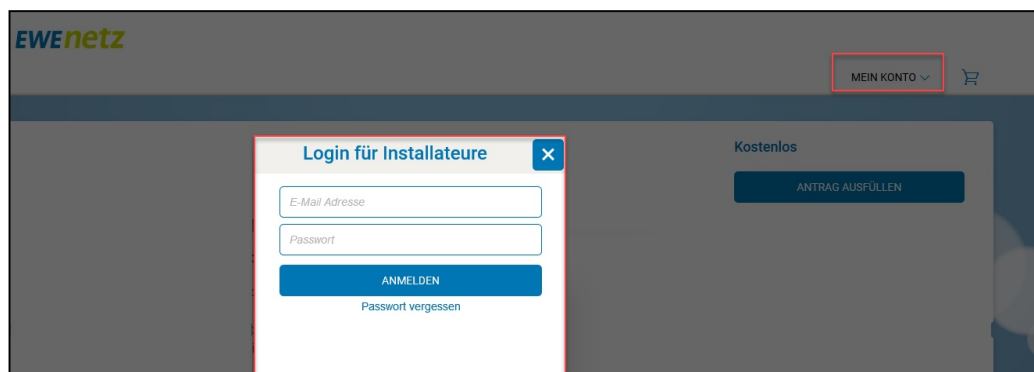 EWEnetz
MEIN KONTO
Login für Installateure
Kostenlos
ANTRAG AUSFÜLLEN
E-Mail Adresse
Passwort
ANMELDEN
Passwort vergessen